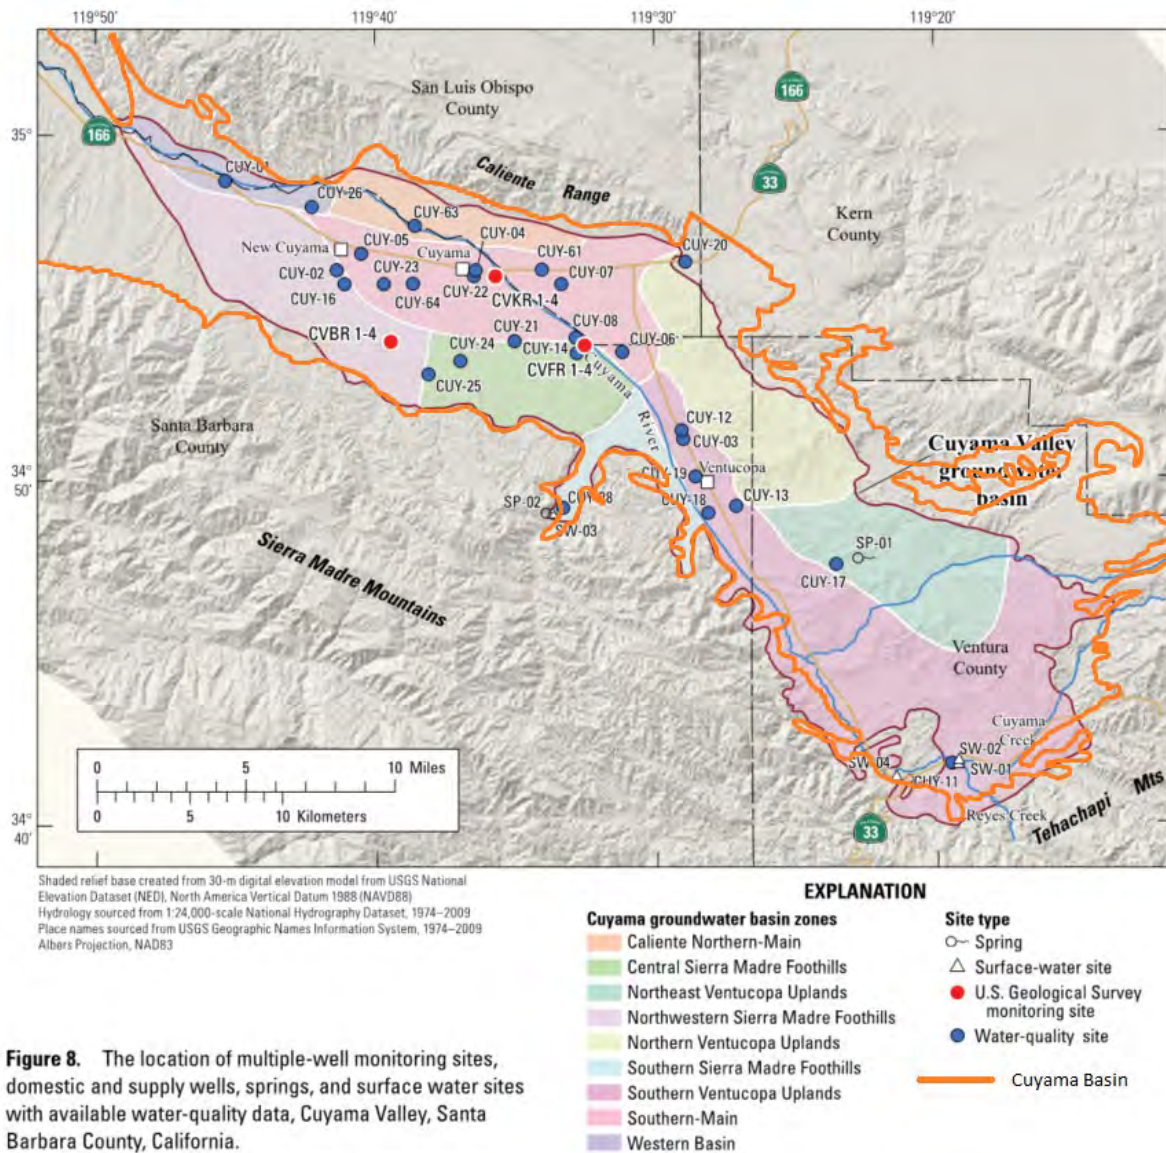 119°50'
119°40'
119°30'
119°20'
San Luis Obispo
County
166
35°
166
Caliente Range
33
Kern
County
CUY-01
CUY-26
CUY-63
CUY-04
CUY-20
New Cuyama
CUY-05
Cuyama
CUY-61
CUY-02
CUY-23
CUY-07
CUY-16
CUY-64
CUY-22
CVKR 1-4
CUY-21
CUY-08
CVBR 1-4
CUY-24
CUY-14
CUY-06
CVFR 1-4
CUY-25
Cuyama River
Santa Barbara
County
CUY-12
CUY-03
Cuyama Valley
groundwater
basin
34°
50'
CUY-19
Ventucopa
SP-02
CUY-28
CUY-18
CUY-13
SW-03
Sierra Madre Mountains
SP-01
CUY-17
Ventura
County
Cuyama
Creek
SW-02
SW-04
SW-01
CUY-11
Reyes Creek
Tehachapi Mts
33
34°
40'
0 5 10 Miles
0 5 10 Kilometers
Shaded relief base created from 30-m digital elevation model from USGS National
Elevation Dataset (NED), North America Vertical Datum 1988 (NAVD88)
Hydrology sourced from 1:24,000-scale National Hydrography Dataset, 1974–2009
Place names sourced from USGS Geographic Names Information System, 1974–2009
Albers Projection, NAD83
EXPLANATION
Cuyama groundwater basin zones
Caliente Northern-Main
Central Sierra Madre Foothills
Northeast Ventucopa Uplands
Northwestern Sierra Madre Foothills
Northern Ventucopa Uplands
Southern Sierra Madre Foothills
Southern Ventucopa Uplands
Southern-Main
Western Basin
Site type
Spring
Surface-water site
U.S. Geological Survey
monitoring site
Water-quality site
Cuyama Basin
Figure 8. The location of multiple-well monitoring sites,
domestic and supply wells, springs, and surface water sites
with available water-quality data, Cuyama Valley, Santa
Barbara County, California.